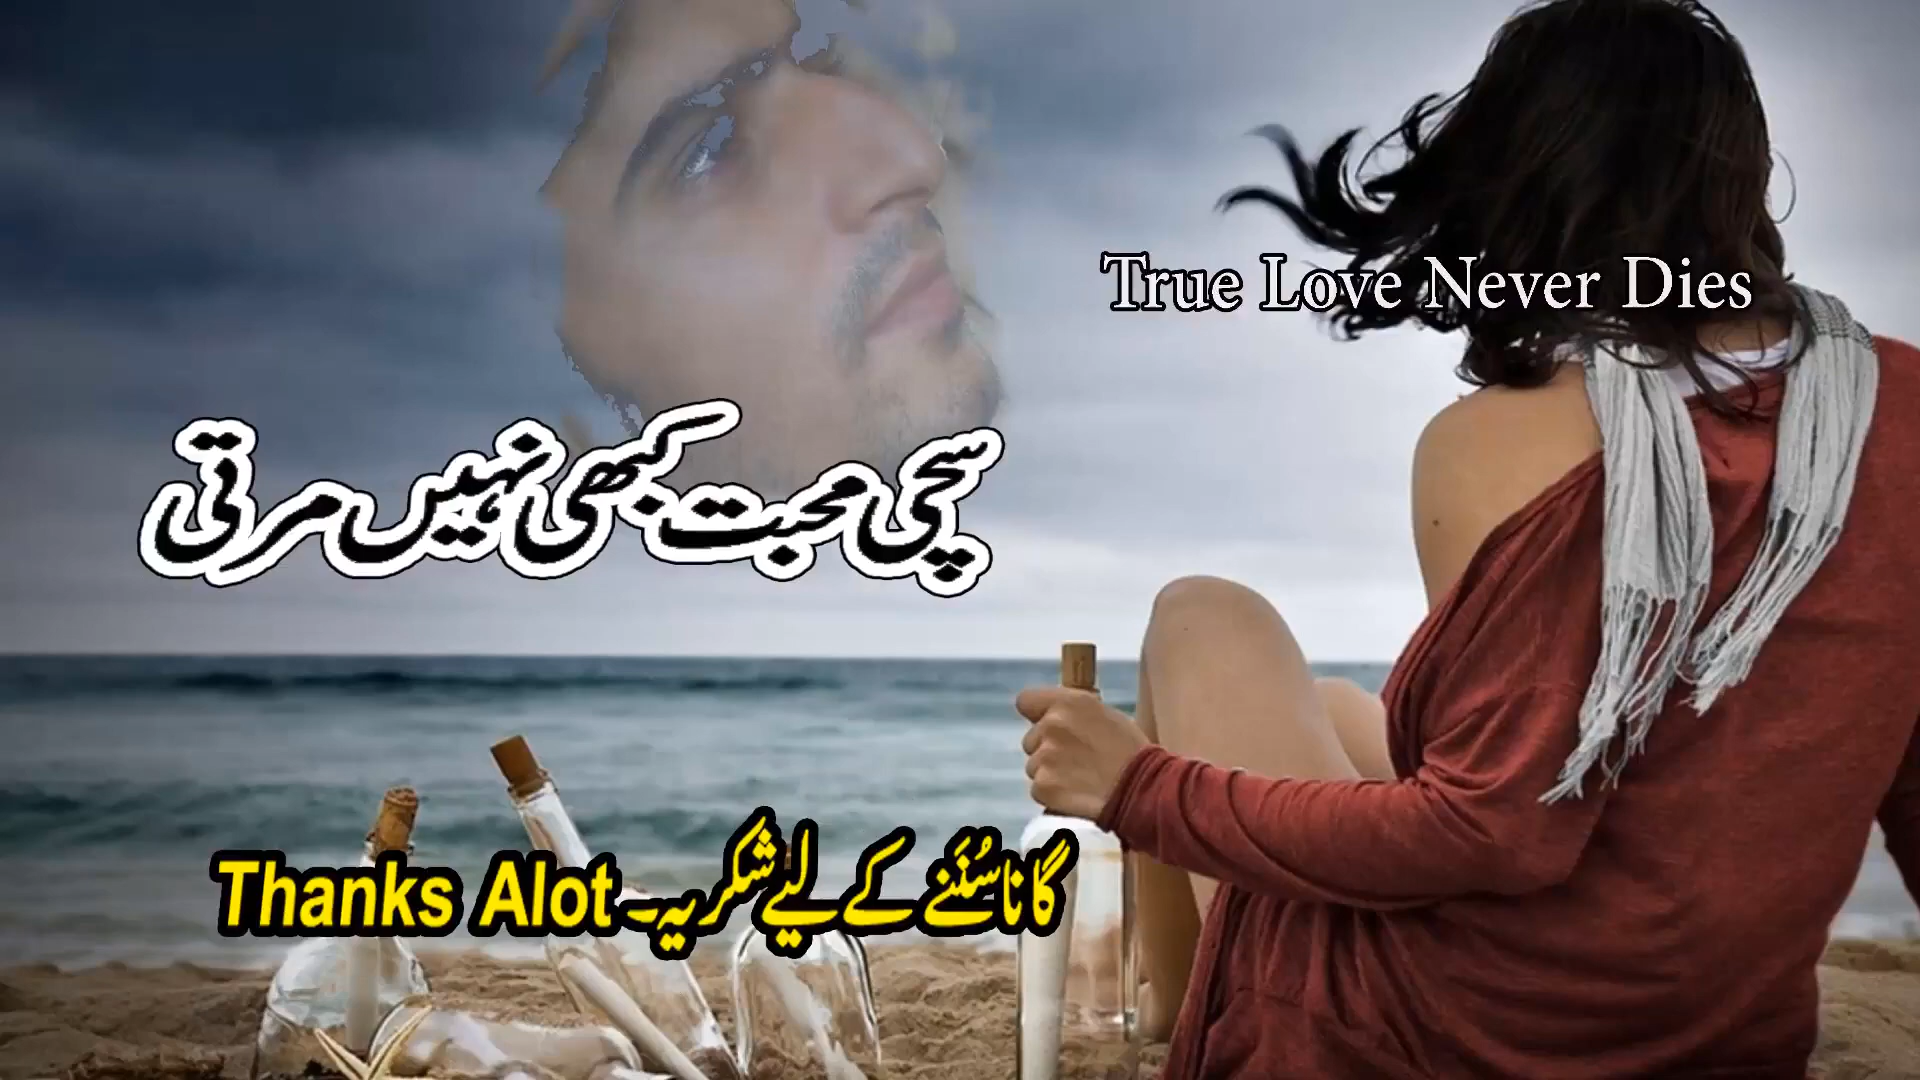 True Love Never Dies
سچی محبت کبھی نہیں مرتی
گانا سُننے کے لیے شکریہ۔ Thanks Alot